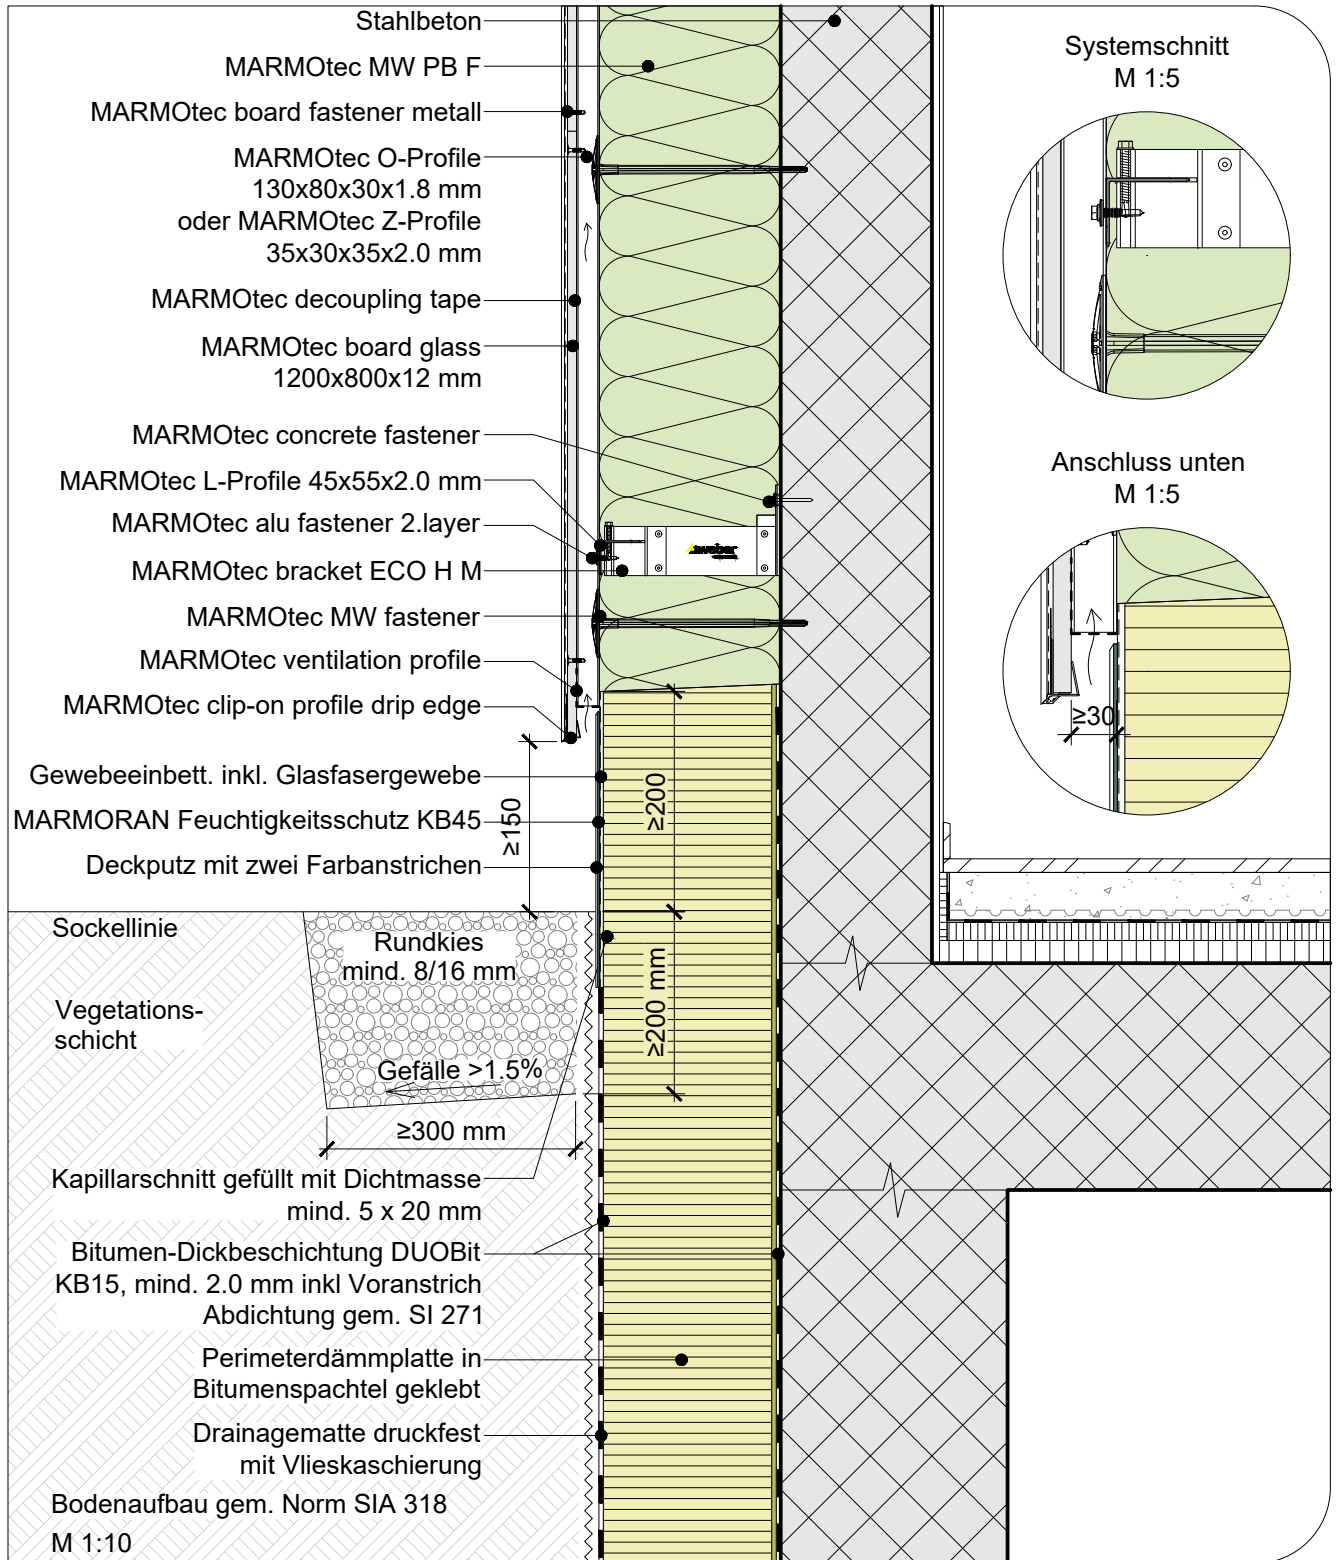 Stahlbeton
MARMOtec MW PB F
MARMOtec board fastener metall
MARMOtec O-Profile
130x80x30x1.8 mm
oder MARMOtec Z-Profile
35x30x35x2.0 mm
MARMOtec decoupling tape
MARMOtec board glass
1200x800x12 mm
MARMOtec concrete fastener
MARMOtec L-Profile 45x55x2.0 mm
MARMOtec alu fastener 2.layer
MARMOtec bracket ECO H M
MARMOtec MW fastener
MARMOtec ventilation profile
MARMOtec clip-on profile drip edge
Gewebeeinbett. inkl. Glasfasergewebe
MARMORAN Feuchtigkeitsschutz KB45
Deckputz mit zwei Farbanstrichen
weber
≥150
≥200
≥200 mm
Sockellinie
Rundkies
mind. 8/16 mm
Vegetations-
schicht
Gefälle >1.5%
≥300 mm
Kapillarschnitt gefüllt mit Dichtmasse
mind. 5 x 20 mm
Bitumen-Dickbeschichtung DUOBit
KB15, mind. 2.0 mm inkl Voranstrich
Abdichtung gem. SI 271
Perimeterdämmplatte in
Bitumenspachtel geklebt
Drainagematte druckfest
mit Vlieskaschierung
Bodenaufbau gem. Norm SIA 318
M 1:10
Systemschnitt
M 1:5
Anschluss unten
M 1:5
≥30